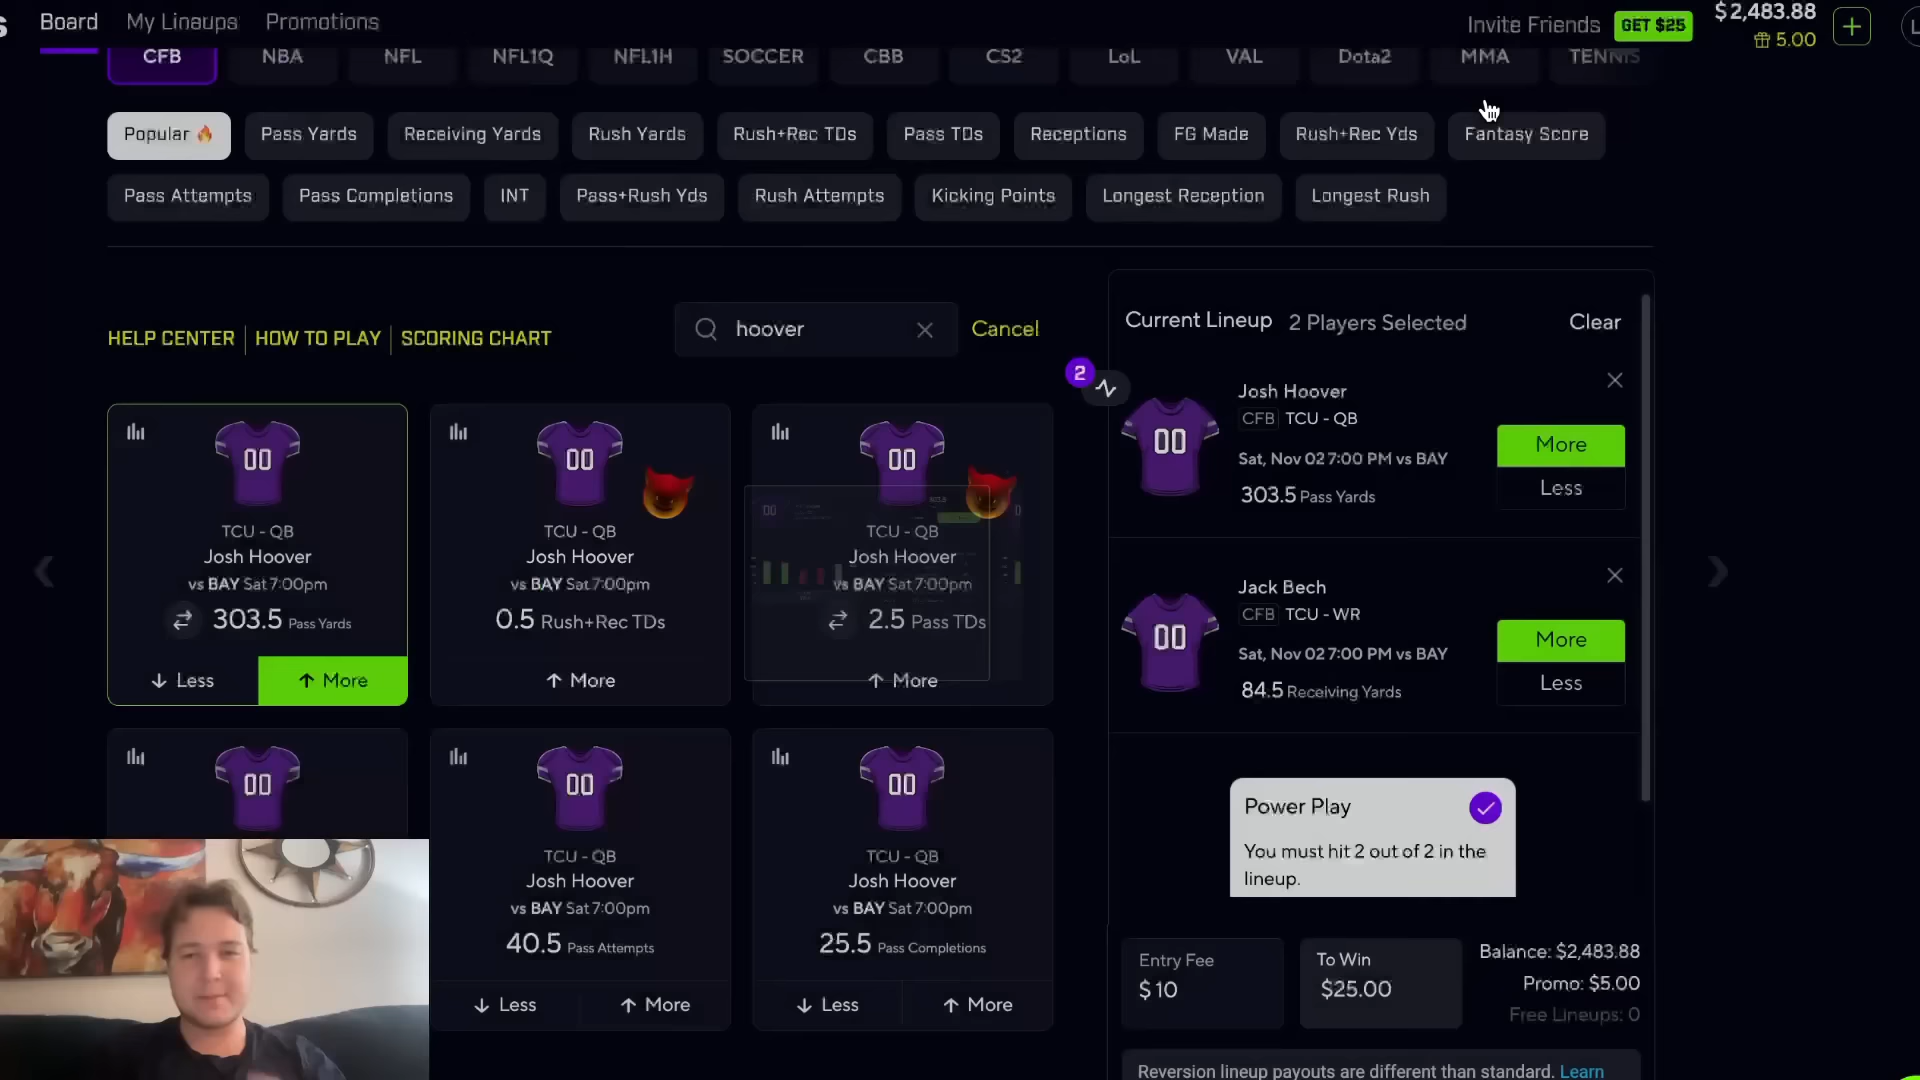 Board My Lineups Promotions
Invite Friends GET $25
$2,483.88
5.00
CFB NBA NFL NFL1Q NFL1H SOCCER CBB CS2 LoL VAL Dota2 MMA TENNIS
Popular Pass Yards Receiving Yards Rush Yards Rush+Rec TDs Pass TDs Receptions FG Made Rush+Rec Yds Fantasy Score
Pass Attempts Pass Completions INT Pass+Rush Yds Rush Attempts Kicking Points Longest Reception Longest Rush
HELP CENTER HOW TO PLAY SCORING CHART
hoover Cancel
00
TCU - QB
Josh Hoover
vs BAY Sat 7:00pm
303.5 Pass Yards
Less More
00
TCU - QB
Josh Hoover
vs BAY Sat 7:00pm
0.5 Rush+Rec TDs
More
00
TCU - QB
Josh Hoover
vs BAY Sat 7:00pm
2.5 Pass TDs
More
00
00
TCU - QB
Josh Hoover
vs BAY Sat 7:00pm
40.5 Pass Attempts
Less More
00
TCU - QB
Josh Hoover
vs BAY Sat 7:00pm
25.5 Pass Completions
Less More
Current Lineup 2 Players Selected Clear
2
00
Josh Hoover
CFB TCU - QB
Sat, Nov 02 7:00 PM vs BAY
303.5 Pass Yards
More
Less
00
Jack Bech
CFB TCU - WR
Sat, Nov 02 7:00 PM vs BAY
84.5 Receiving Yards
More
Less
Power Play
You must hit 2 out of 2 in the
lineup.
Entry Fee
$10
To Win
$25.00
Balance: $2,483.88
Promo: $5.00
Free Lineups: 0
Reversion lineup payouts are different than standard. Learn